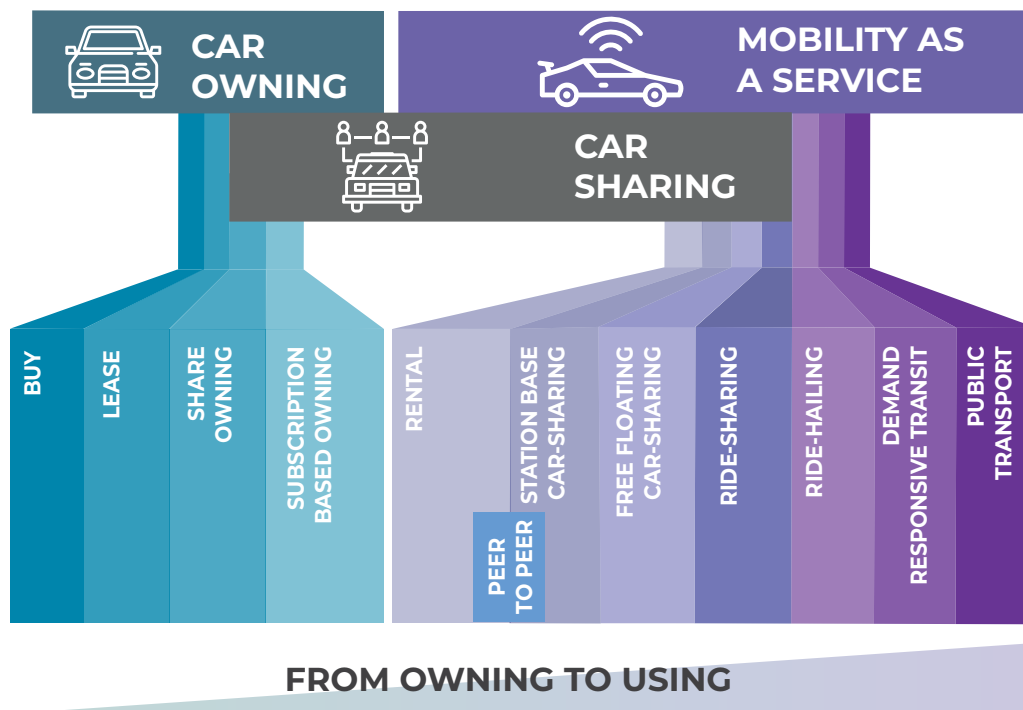 CAR
OWNING
MOBILITY AS
A SERVICE
CAR
SHARING
BUY
LEASE
SHARE
OWNING
SUBSCRIPTION
BASED OWNING
RENTAL
STATION BASE
CAR-SHARING
PEER
TO PEER
FREE FLOATING
CAR-SHARING
RIDE-SHARING
RIDE-HAILING
DEMAND
RESPONSIVE TRANSIT
PUBLIC
TRANSPORT
FROM OWNING TO USING